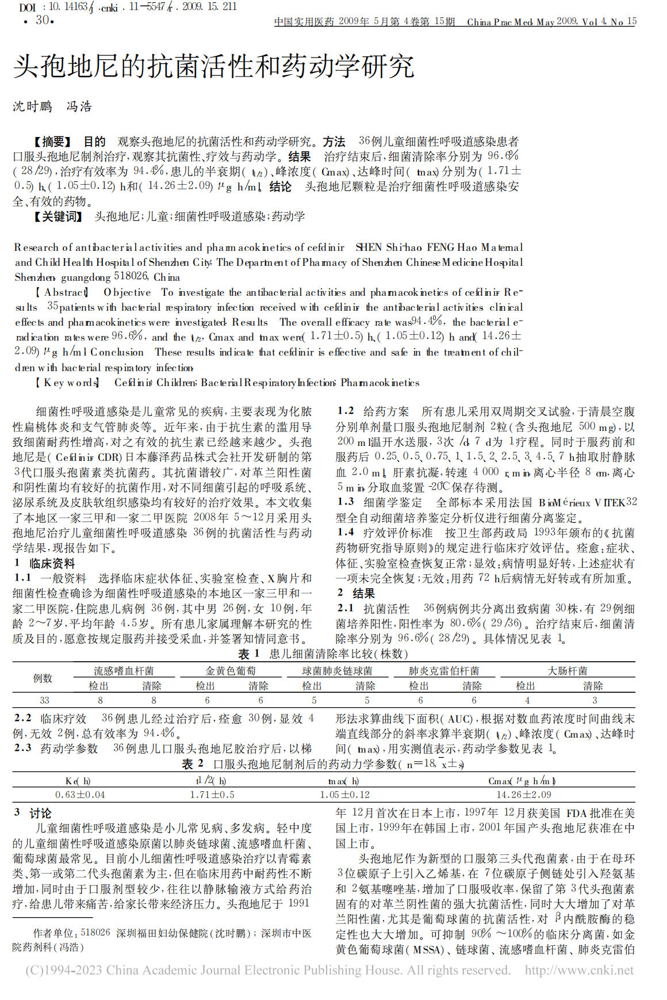 DOI :10. 14163/j .cnki . 11-5547/r . 2009. 15. 211
• 30•
中国实用医药 2009年 5月第 4卷第 15期 China Prac Med, May 2009, Vol 4, No 15
头孢地尼的抗菌活性和药动学研究
沈时鹏 冯浩
【摘要】 目的 观察头孢地尼的抗菌活性和药动学研究。方法 36例儿童细菌性呼吸道感染患者
口服头孢地尼制剂治疗,观察其抗菌性、疗效与药动学。结果 治疗结束后,细菌清除率分别为 96.6%
( 28/29),治疗有效率为 94.4%,患儿的半衰期( t1/2)、峰浓度( Cmax)、达峰时间( tmax)分别为( 1.71±
0.5) h、( 1.05±0.12) h和( 14.26±2.09) μg h/ml。结论 头孢地尼颗粒是治疗细菌性呼吸道感染安
全、有效的药物。
【关键词】 头孢地尼;儿童;细菌性呼吸道感染;药动学
Research of antibacterial activities and pharmacokinetics of cefdinir SHEN Shi-hao, FENG Hao. Maternal
and Child Health Hospital of Shenzhen City; The Department of Pharmacy of Shenzhen Chinese Medicine Hospital
Shenzhen, guangdong 518026, China
【 Abstract】 Objective To investigate the antibacterial activities and pharmacokinetics of cefdinir. Re-
sults 35patients with bacterial respiratory infection received with cefdinir, the antibacterial activities clinical
effects and pharmacokinetics were investigated. Results The overall efficacy rate was94.4%, the bacterial e-
radication rates were 96.6%, and the t1/2, Cmax and tmax were( 1.71±0.5) h、( 1.05±0.12) h and( 14.26±
2.09) μg h/ml. Conclusion These results indicate that cefdinir is effective and safe in the treatment of chil-
dren with bacterial respiratory infection.
【 Key words】 Cefdinir; Children; Bacterial Respiratory Infection; Pharmacokinetics
细菌性呼吸道感染是儿童常见的疾病,主要表现为化脓
性扁桃体炎和支气管肺炎等。近年来,由于抗生素的滥用导
致细菌耐药性增高,对之有效的抗生素已经越来越少。头孢
地尼是( Cefdinir, CDR)日本藤泽药品株式会社开发研制的第
3代口服头孢菌素类抗菌药。其抗菌谱较广,对革兰阳性菌
和阴性菌均有较好的抗菌作用,对不同细菌引起的呼吸系统、
泌尿系统及皮肤软组织感染均有较好的治疗效果。本文收集
了本地区一家三甲和一家二甲医院 2008年 5~12月采用头
孢地尼治疗儿童细菌性呼吸道感染 36例的抗菌活性与药动
学结果,现报告如下。
1 临床资料
1.1 一般资料 选择临床症状体征、实验室检查、X胸片和
细菌性检查确诊为细菌性呼吸道感染的本地区一家三甲和一
家二甲医院,住院患儿病例 36例,其中男 26例,女 10例,年
龄 2~7岁,平均年龄 4.5岁。所有患儿家属理解本研究的性
质及目的,愿意按规定服药并接受采血,并签署知情同意书。
1.2 给药方案 所有患儿采用双周期交叉试验,于清晨空腹
分别单剂量口服头孢地尼制剂 2粒(含头孢地尼 500 mg),以
200 ml温开水送服, 3次 /d, 7 d为 1疗程。同时于服药前和
服药后 0.25、0.5、0.75、1、1.5、2、2.5、3、4.5、7 h抽取肘静脉
血 2.0 ml。肝素抗凝,转速 4 000 r, min,离心半径 8 cm,离心
5 min,分取血浆置 -20℃保存待测。
1.3 细菌学鉴定 全部标本采用法国 BioMérieux VITEK32
型全自动细菌培养鉴定分析仪进行细菌分离鉴定。
1.4 疗效评价标准 按卫生部药政局 1993年颁布的《抗菌
药物研究指导原则》的规定进行临床疗效评估。痊愈:症状、
体征、实验室检查恢复正常;显效:病情明显好转,上述症状有
一项未完全恢复;无效:用药 72 h后病情无好转或有所加重。
2 结果
2.1 抗菌活性 36例病例共分离出致病菌 30株,有 29例细
菌培养阳性,阳性率为 80.6%( 29/36)。治疗结束后,细菌清
除率分别为 96.6%( 28/29)。具体情况见表 1。
表 1 患儿细菌清除率比较(株数)
例数 流感嗜血杆菌 金黄色葡萄 球菌肺炎链球菌 肺炎克雷伯杆菌 大肠杆菌
检出 清除 检出 清除 检出 清除 检出 清除 检出 清除
33 8 8 6 6 5 5 6 6 4 3
2.2 临床疗效 36例患儿经过治疗后,痊愈 30例,显效 4
例,无效 2例,总有效率为 94.4%。
2.3 药动学参数 36例患儿口服头孢地尼胶治疗后,以梯
形法求算曲线下面积( AUC),根据对数血药浓度时间曲线末
端直线部分的斜率求算半衰期( t1/2)、峰浓度( Cmax)、达峰时
间( tmax),用实测值表示,药动学参数见表 1。
表 2 口服头孢地尼制剂后的药动力学参数( n=18, x̄±s)
Ke( h) t1/2( h) tmax( h) Cmax( μg h/ml)
0.63±0.04 1.71±0.5 1.05±0.12 14.26±2.09
3 讨论
儿童细菌性呼吸道感染是小儿常见病、多发病。轻中度
的儿童细菌性呼吸道感染原菌以肺炎链球菌、流感嗜血杆菌、
葡萄球菌最常见。目前小儿细菌性呼吸道感染治疗以青霉素
类、第一或第二代头孢菌素为主,但在临床用药中耐药性不断
增加,同时由于口服剂型较少,往往以静脉输液方式给药治
疗,给患儿带来痛苦,给家长带来经济压力。头孢地尼于 1991
作者单位:518026 深圳福田妇幼保健院(沈时鹏); 深圳市中医
院药剂科(冯浩)
年 12月首次在日本上市, 1997年 12月获美国 FDA批准在美
国上市, 1999年在韩国上市, 2001年国产头孢地尼获准在中
国上市。
头孢地尼作为新型的口服第三头代孢菌素,由于在母环
3位碳原子上引入乙烯基,在 7位碳原子侧链处引入羟氨基
和 2氨基噻唑基,增加了口服吸收率,保留了第 3代头孢菌素
固有的对革兰阴性菌的强大抗菌活性,同时大大增加了对革
兰阳性菌,尤其是葡萄球菌的抗菌活性,对 β内酰胺酶的稳
定性也大大增加。可抑制 90% ~100%的临床分离菌,如金
黄色葡萄球菌( MSSA)、链球菌、流感嗜血杆菌、肺炎克雷伯
(C)1994-2023 China Academic Journal Electronic Publishing House. All rights reserved. http://www.cnki.net